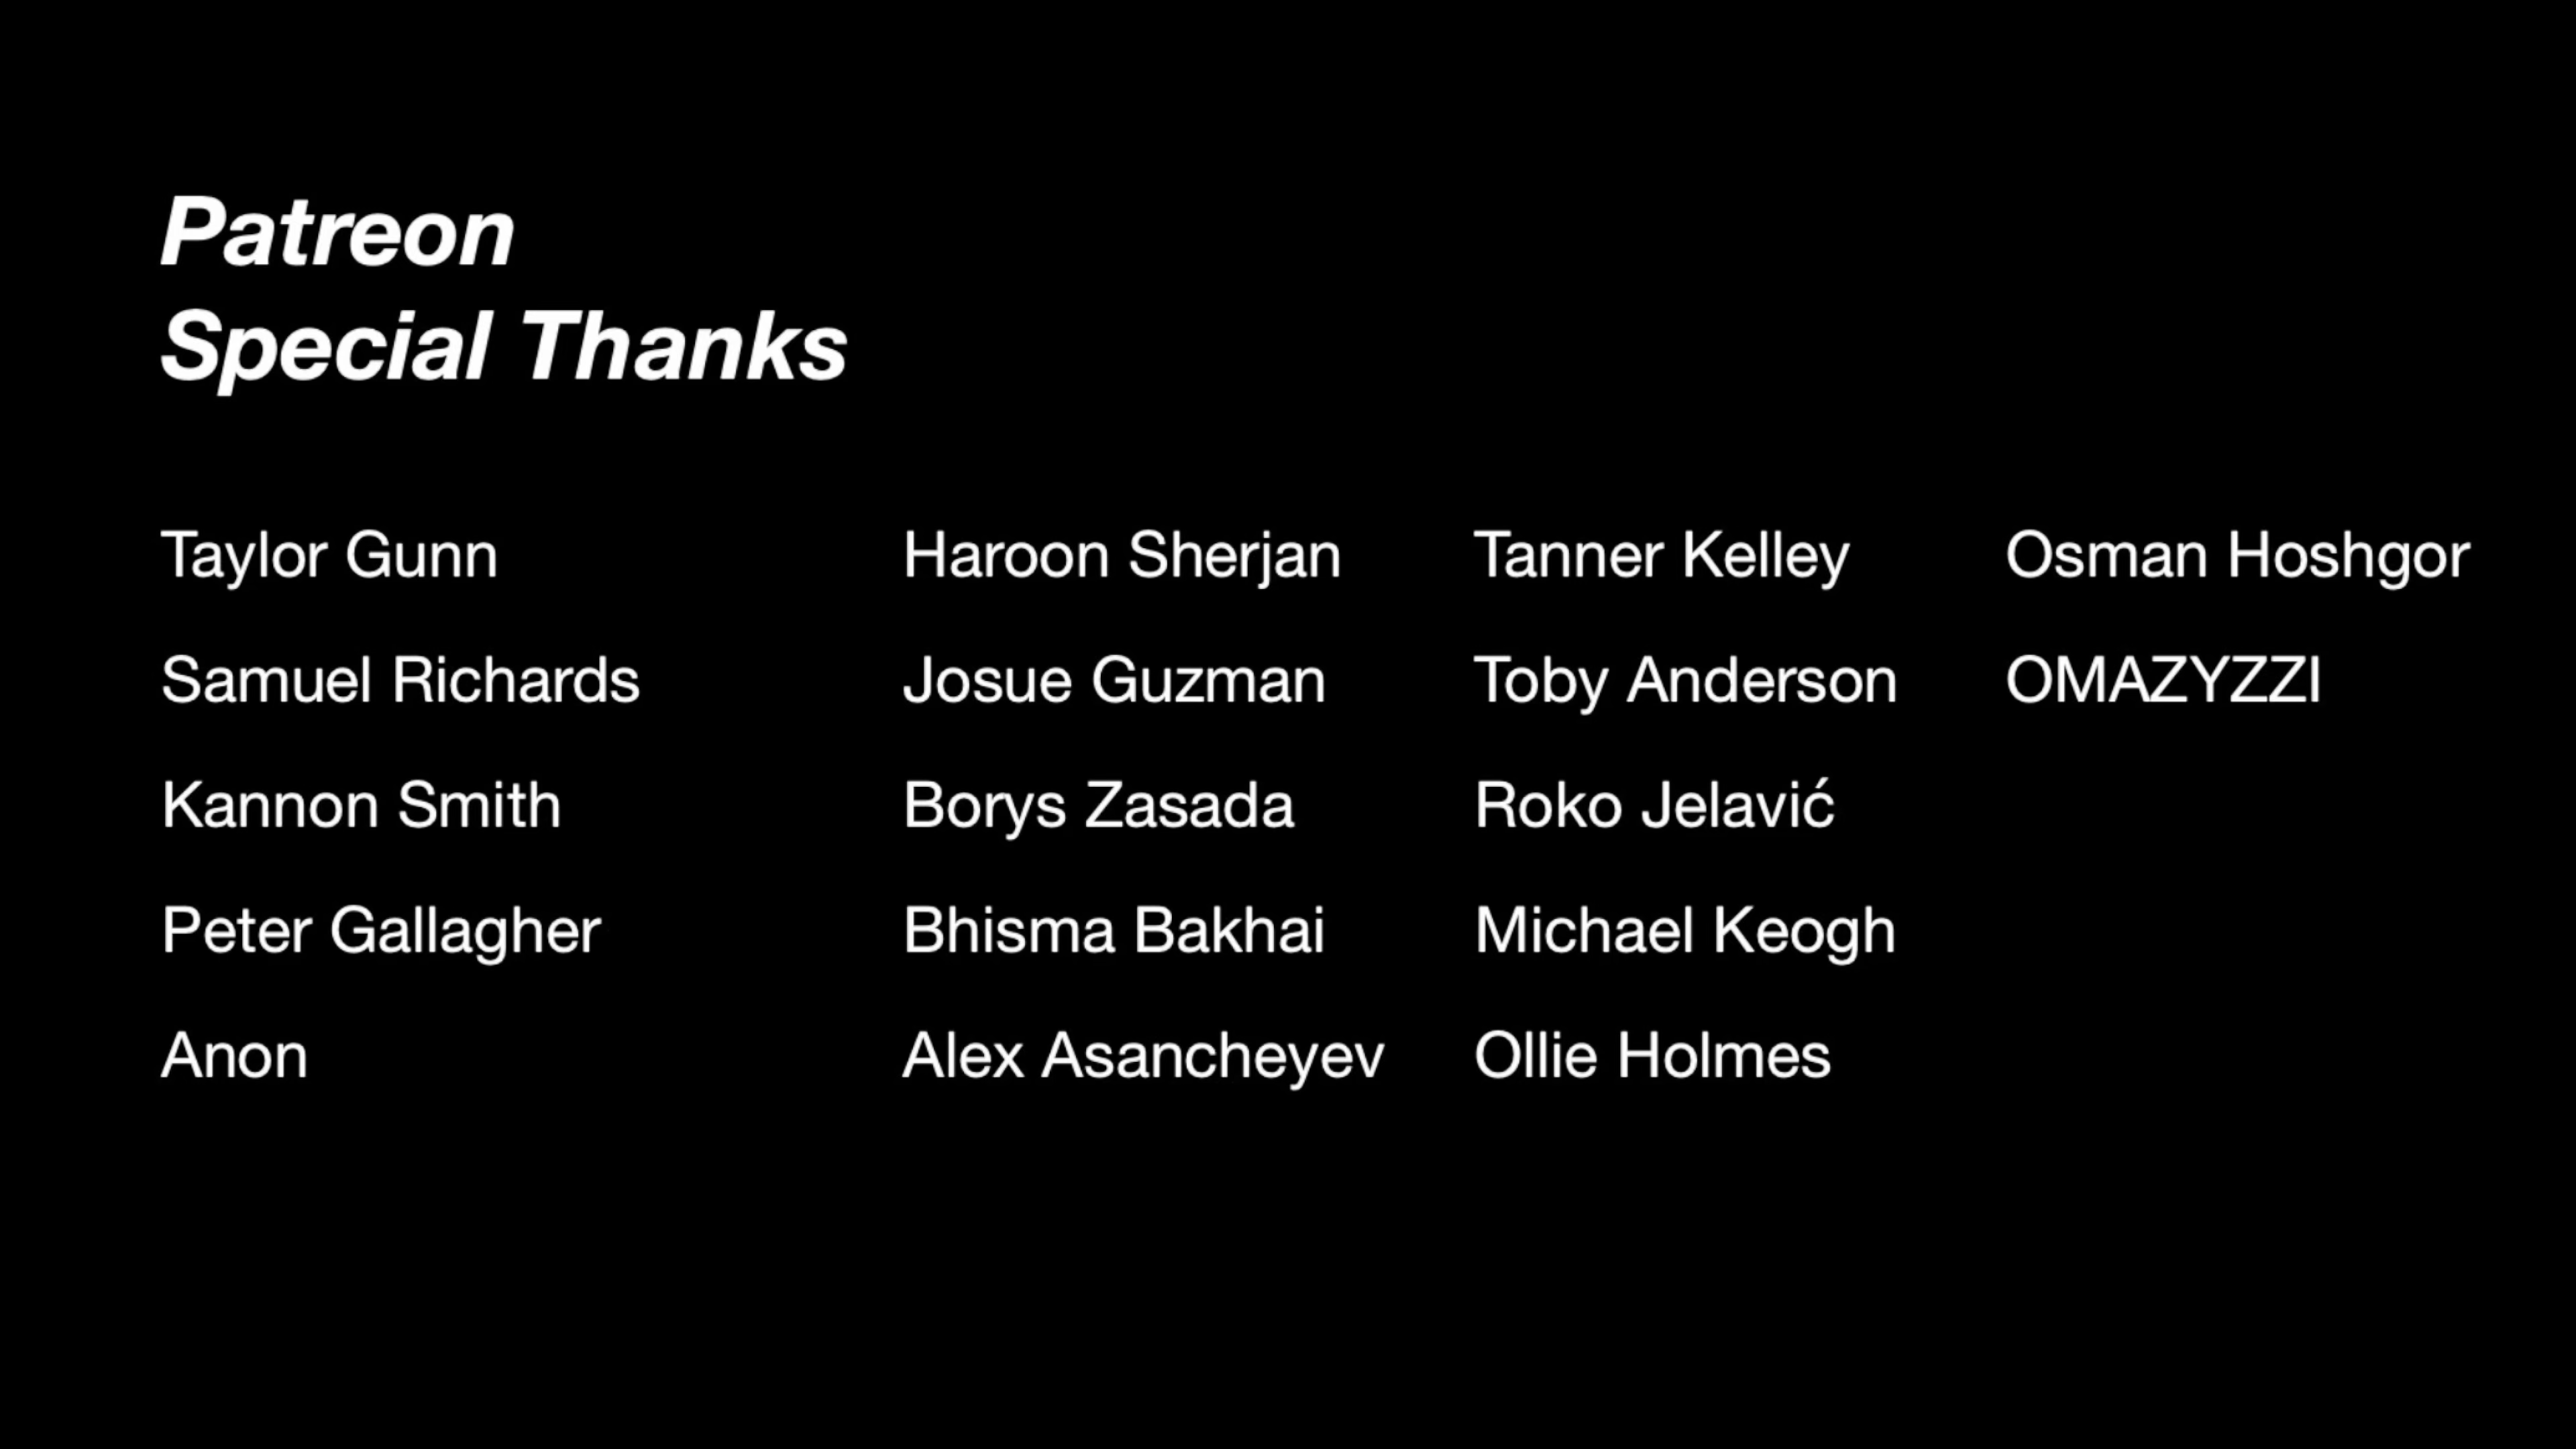 Patreon
Special Thanks
Taylor Gunn
Samuel Richards
Kannon Smith
Peter Gallagher
Anon
Haroon Sherjan
Josue Guzman
Borys Zasada
Bhisma Bakhai
Alex Asancheyev
Tanner Kelley
Toby Anderson
Roko Jelavić
Michael Keogh
Ollie Holmes
Osman Hoshgor
OMAZYZZI